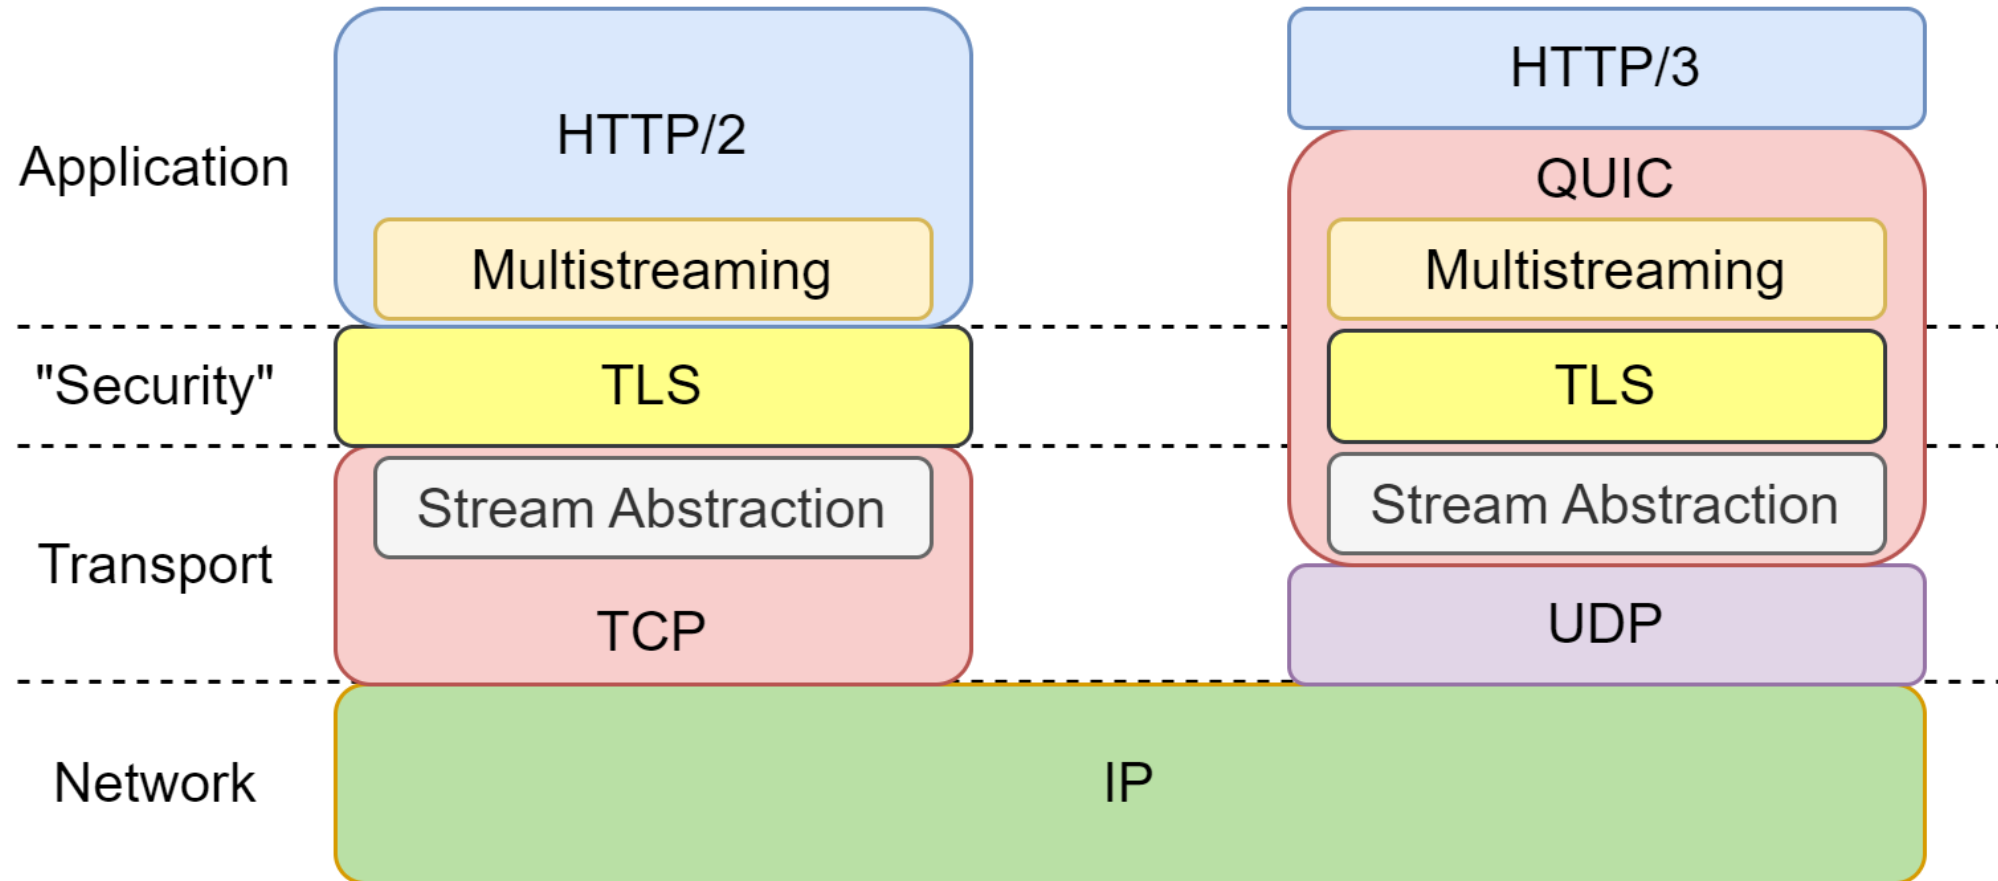 HTTP/2
HTTP/3
Application
QUIC
Multistreaming
Multistreaming
"Security"
TLS
TLS
Stream Abstraction
Stream Abstraction
Transport
TCP
UDP
Network
IP